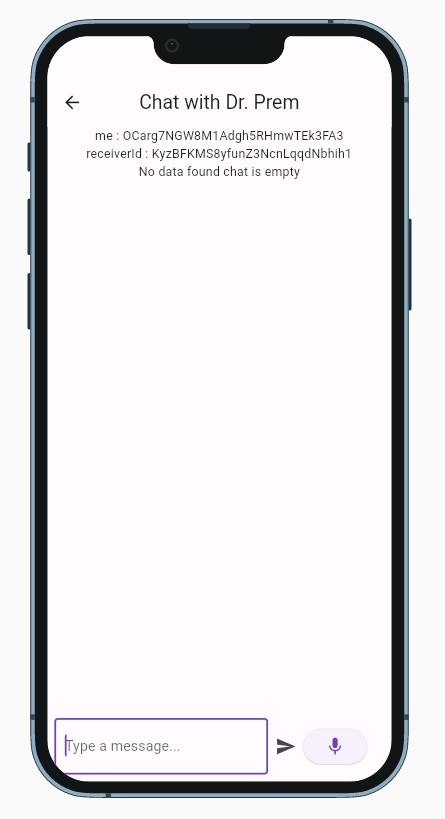 Chat with Dr. Prem
me : OCarg7NGW8M1Adgh5RHmwTEk3FA3
receiverId : KyzBFKMS8yfunZ3NcnLqqdNbhih1
No data found chat is empty
Type a message...